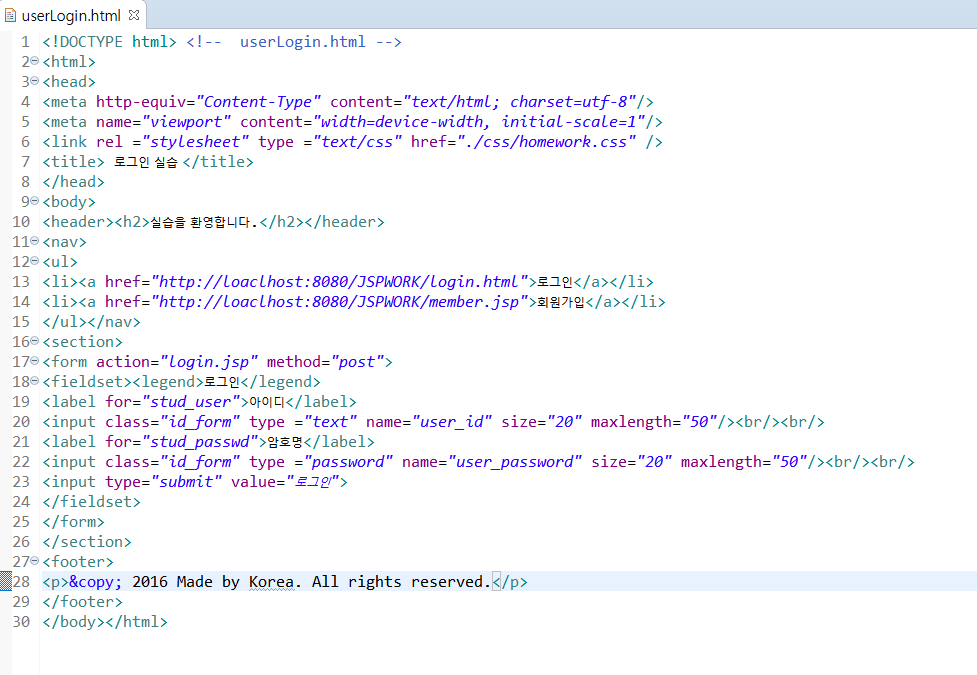 userLogin.html
1 <!DOCTYPE html> <!--  userLogin.html -->
2 <html>
3 <head>
4 <meta http-equiv="Content-Type" content="text/html; charset=utf-8"/>
5 <meta name="viewport" content="width=device-width, initial-scale=1"/>
6 <link rel ="stylesheet" type ="text/css" href="./css/homework.css" />
7 <title> 로그인 실습 </title>
8 </head>
9 <body>
10 <header><h2>실습을 환영합니다.</h2></header>
11 <nav>
12 <ul>
13 <li><a href="http://loaclhost:8080/JSPWORK/login.html">로그인</a></li>
14 <li><a href="http://loaclhost:8080/JSPWORK/member.jsp">회원가입</a></li>
15 </ul></nav>
16 <section>
17 <form action="login.jsp" method="post">
18 <fieldset><legend>로그인</legend>
19 <label for="stud_user">아이디</label>
20 <input class="id_form" type ="text" name="user_id" size="20" maxlength="50"/><br/><br/>
21 <label for="stud_passwd">암호명</label>
22 <input class="id_form" type ="password" name="user_password" size="20" maxlength="50"/><br/><br/>
23 <input type="submit" value="로그인">
24 </fieldset>
25 </form>
26 </section>
27 <footer>
28 <p>&copy; 2016 Made by Korea. All rights reserved.</p>
29 </footer>
30 </body></html>